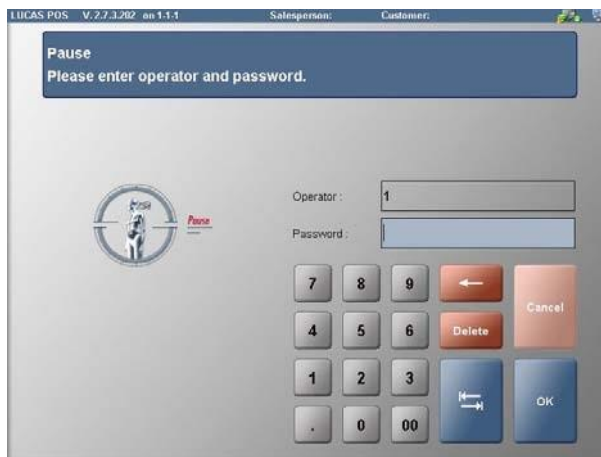 LUCAS POS V.2.7.3.282 on 1-1-1 Salesperson: Customer:
Pause
Please enter operator and password.
Pause
Operator : 1
Password :
7 8 9
Cancel
4 5 6 Delete
1 2 3
OK
. 0 00